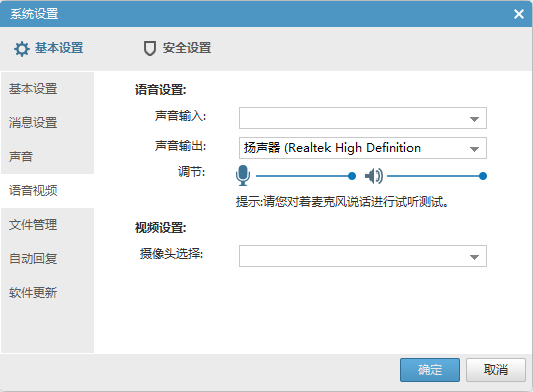 系统设置
基本设置 安全设置
基本设置
消息设置
声音
语音视频
文件管理
自动回复
软件更新
语音设置:
声音输入:
声音输出: 扬声器 (Realtek High Definition
调节:
提示:请您对着麦克风说话进行试听测试。
视频设置:
摄像头选择:
确定 取消